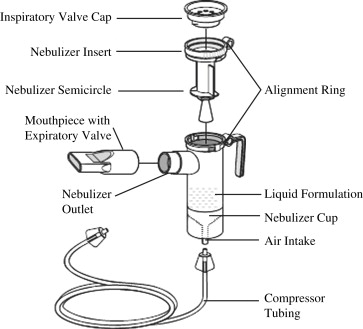 Inspiratory Valve Cap
Nebulizer Insert
Nebulizer Semicircle
Alignment Ring
Mouthpiece with
Expiratory Valve
Nebulizer
Outlet
Liquid Formulation
Nebulizer Cup
Air Intake
Compressor
Tubing